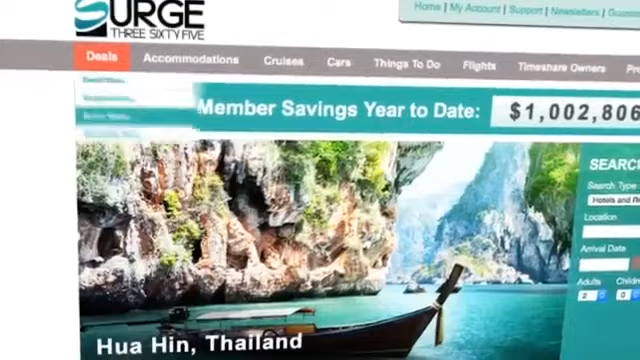 SURGE
THREE SIXTY FIVE
Home | My Account | Support | Newsletters |
Deals Accommodations Cruises Cars Things To Do Flights Timeshare Owners
Member Savings Year to Date: $1,002,806
SEARCH
Search Type
Hotels and
Location
Arrival Date
Adults
2 0
Hua Hin, Thailand